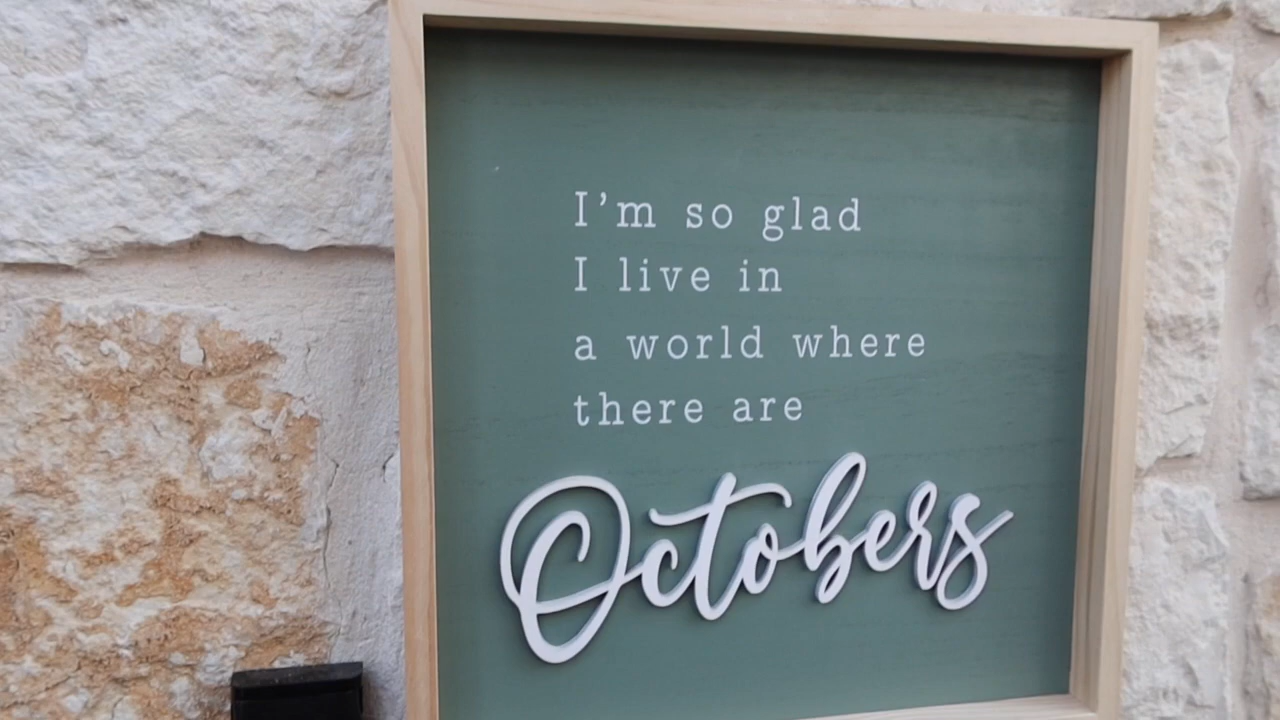 I’m so glad
I live in
a world where
there are
Octobers